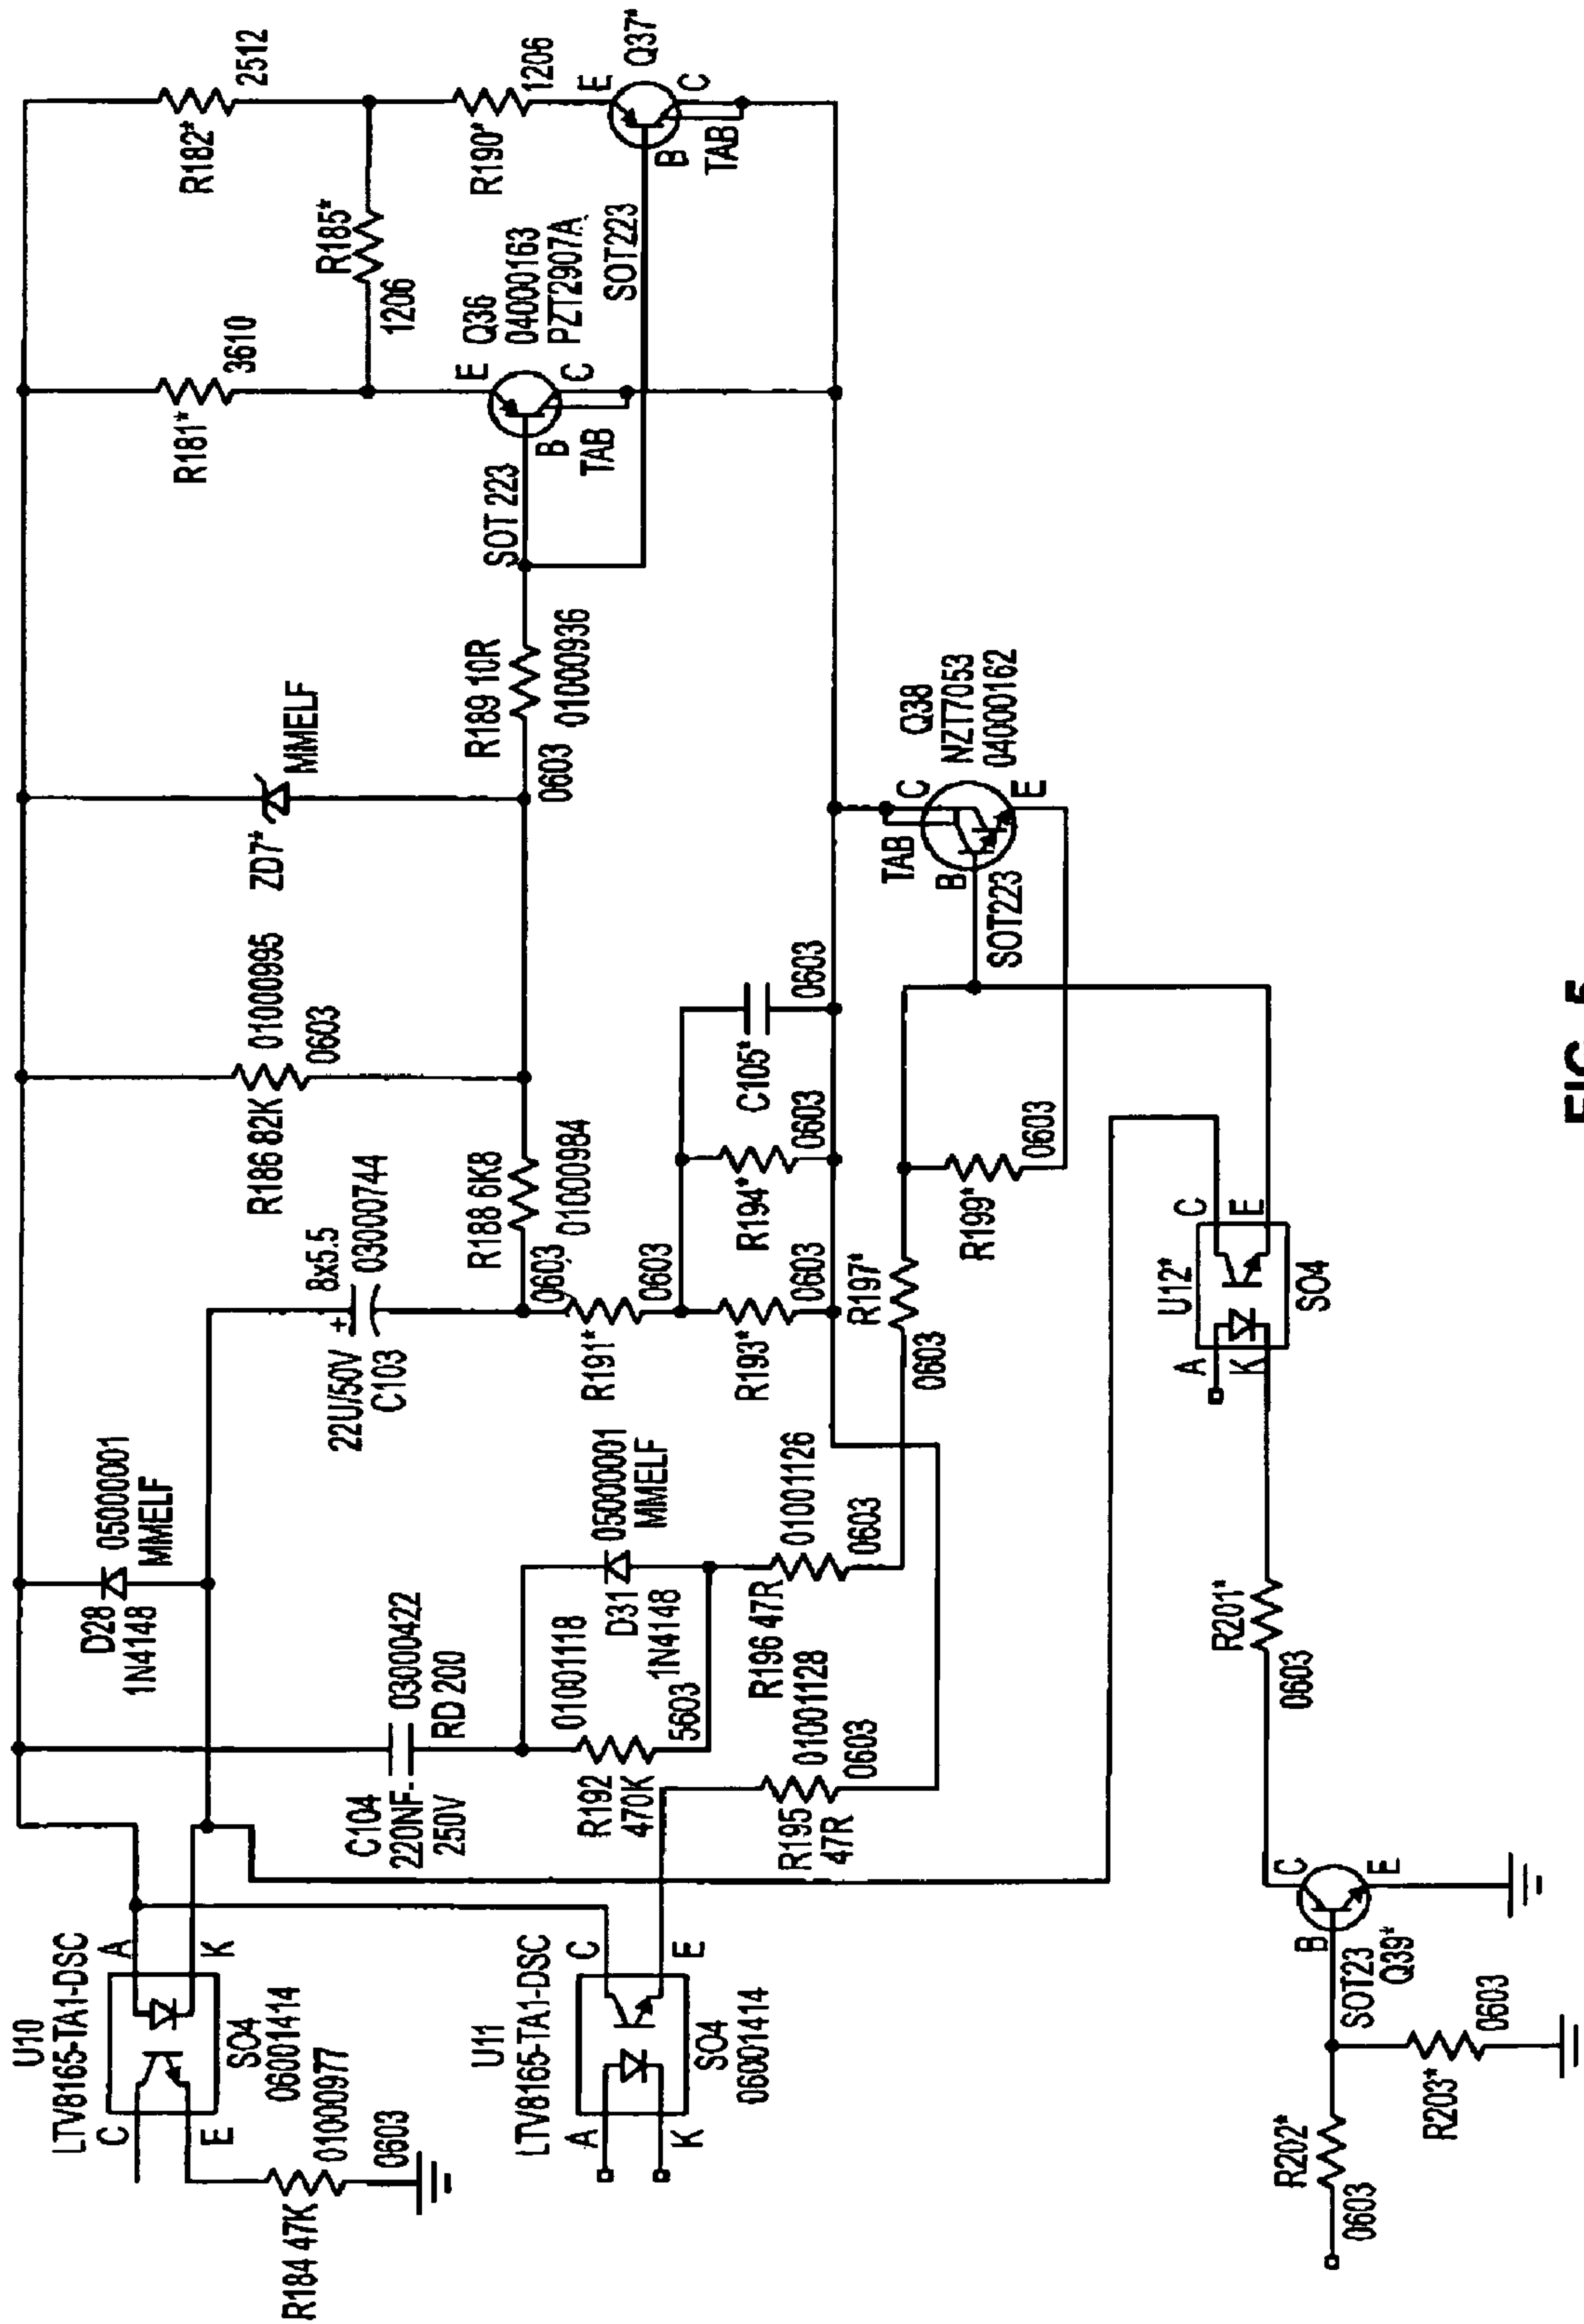 U10
LTV8165-TA1-DSC
C
A
E
K
SO4
06001414
R184 47K
01000977
0603
U11
LTV8165-TA1-DSC
A
C
K
E
SO4
06001414
D28
1N4148
05000001
MMELF
C104
220NF-
250V
03000422
RD 200
R192
470K
01001118
5603
D31
1N4148
05000001
MMELF
R195
47R
01001128
0603
R196 47R
01001126
0603
22U/50V
C103
+
8x5.5
03000744
R186 82K
01000995
0603
R188 6K8
01000984
0603
R191*
0603
R193*
0603
R194*
0603
C105*
0603
ZD7*
MMELF
R189 10R
01000936
0603
R181*
3610
R182*
2512
R185*
1206
R190*
1206
Q36
04000163
PZT2907A
SOT 223
E
B
C
TAB
Q37*
SOT223
E
B
C
TAB
Q38
NZT7053
04000162
TAB
C
B
E
SOT223
R197*
0603
R199*
0603
U12*
A
C
K
E
SO4
R201*
0603
B
C
E
SOT23
Q39*
R202*
0603
R203*
0603
FIG. 5